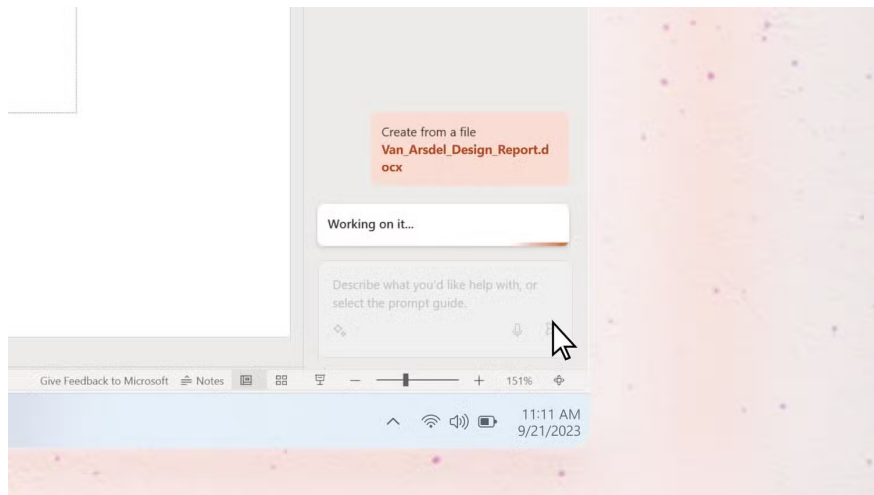 Create from a file
Van_Arsdel_Design_Report.d
ocx
Working on it...
Describe what you'd like help with, or
select the prompt guide.
Give Feedback to Microsoft Notes 151%
11:11 AM
9/21/2023